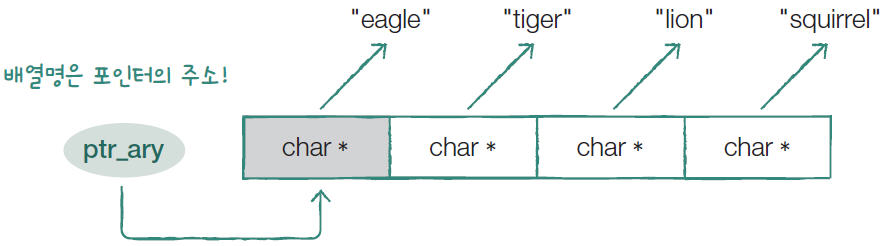 "eagle" "tiger" "lion" "squirrel"
배열명은 포인터의 주소!
ptr_ary char * char * char * char *